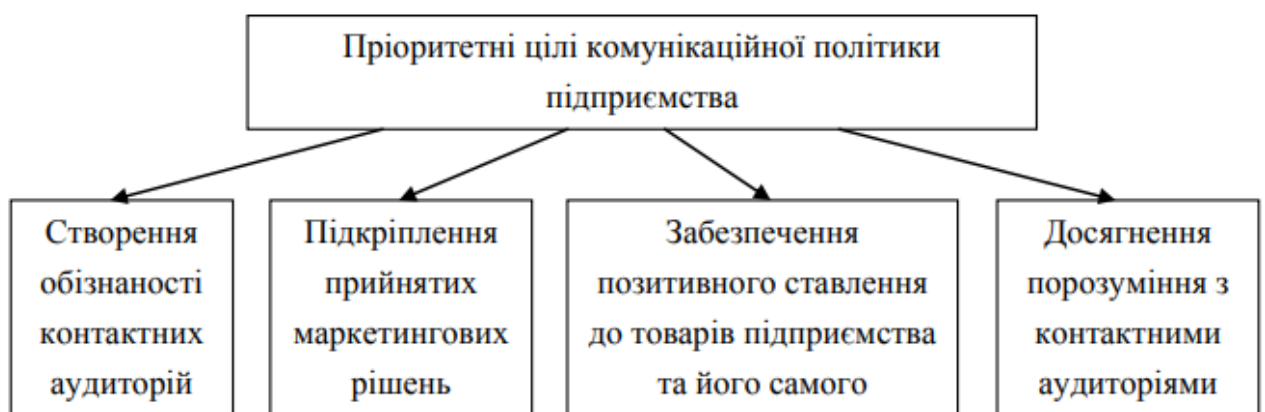 Пріоритетні цілі комунікаційної політики
підприємства
Створення
обізнаності
контактних
аудиторій
Підкріплення
прийнятих
маркетингових
рішень
Забезпечення
позитивного ставлення
до товарів підприємства
та його самого
Досягнення
порозуміння з
контактними
аудиторіями